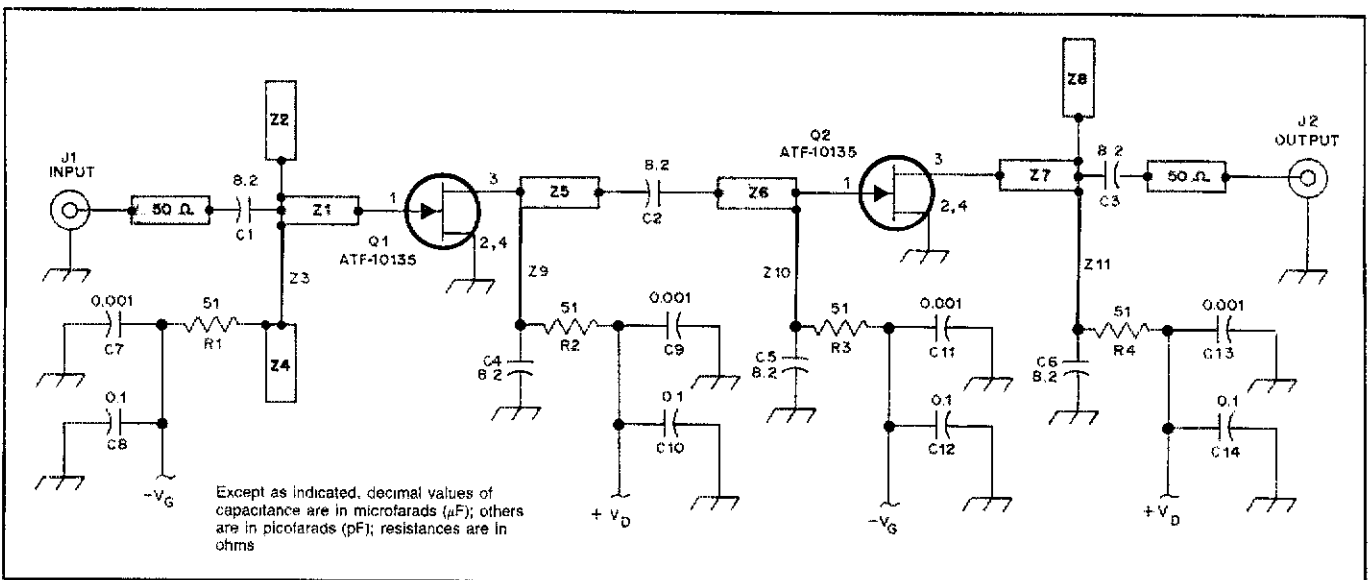 Z8
Z2
Q2
ATF-10135
J2
OUTPUT
J1
INPUT
8.2
8.2
8 2
3
3
50 Ω
C1
Z1
1
Z5
C2
Z6
1
Z7
C3
50 Ω
Q1
ATF-10135
2,4
2,4
Z3
Z9
Z10
Z11
0.001
51
51
0.001
51
0.001
51
0.001
C7
R1
R2
C9
R3
C11
R4
C13
Z4
C4
8 2
C5
8.2
C6
8.2
0.1
C8
0.1
C10
0.1
C12
0.1
C14
-VG
+ VD
-VG
+VD
Except as indicated, decimal values of
capacitance are in microfarads (µF); others
are in picofarads (pF); resistances are in
ohms